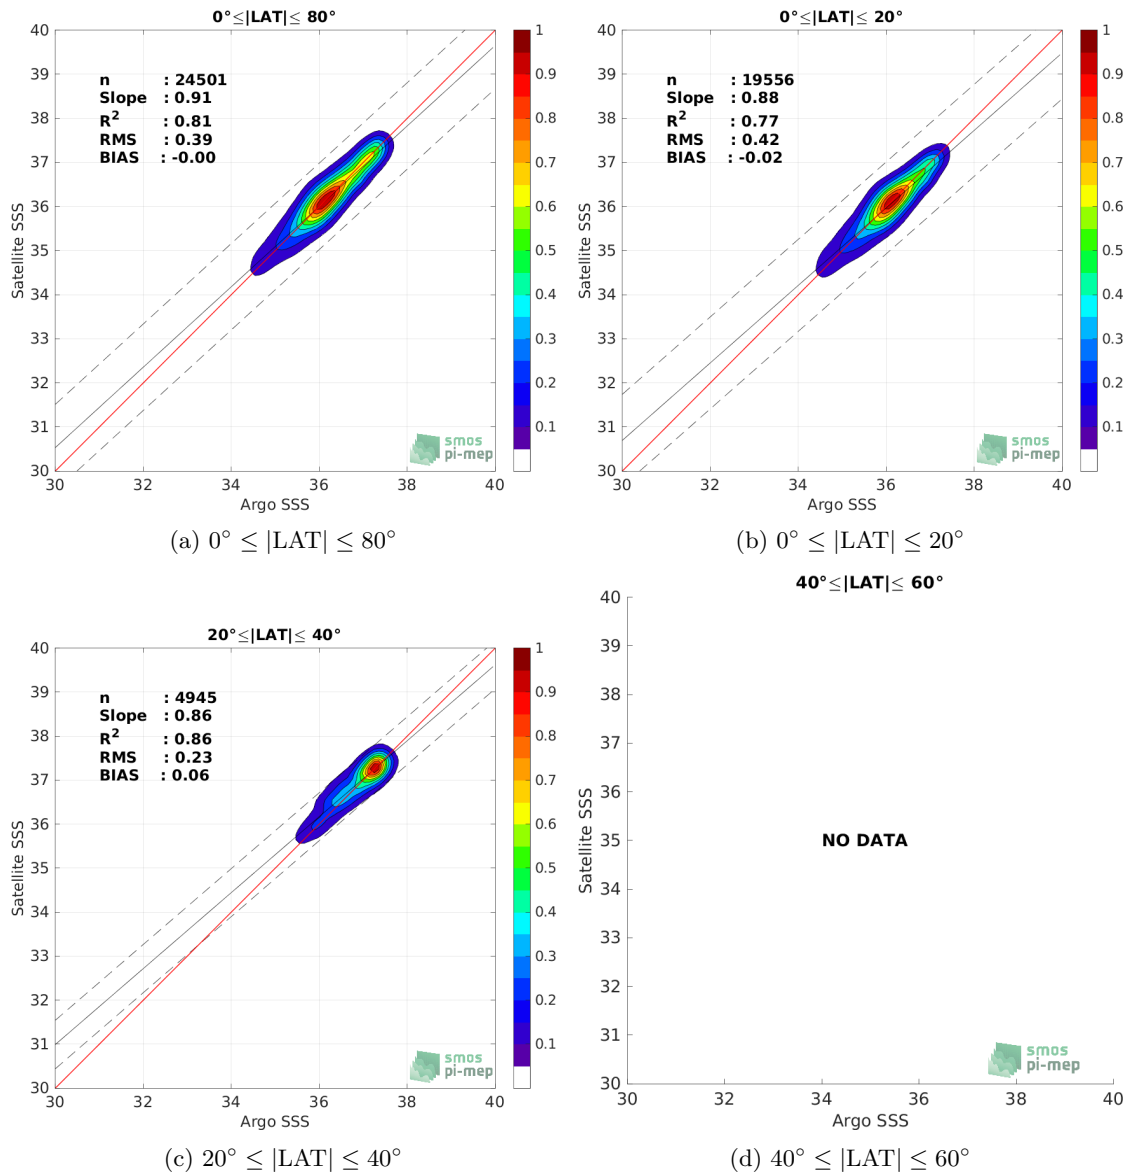 0°≤|LAT|≤ 80°
40
39
38
37
36
35
34
33
32
31
30
Satellite SSS
n : 24501
Slope : 0.91
R² : 0.81
RMS : 0.39
BIAS : -0.00
smos
pi-mep
30 32 34 36 38 40
Argo SSS
1
0.9
0.8
0.7
0.6
0.5
0.4
0.3
0.2
0.1
(a) 0° ≤ |LAT| ≤ 80°
0°≤|LAT|≤ 20°
40
39
38
37
36
35
34
33
32
31
30
Satellite SSS
n : 19556
Slope : 0.88
R² : 0.77
RMS : 0.42
BIAS : -0.02
smos
pi-mep
30 32 34 36 38 40
Argo SSS
1
0.9
0.8
0.7
0.6
0.5
0.4
0.3
0.2
0.1
(b) 0° ≤ |LAT| ≤ 20°
20°≤|LAT|≤ 40°
40
39
38
37
36
35
34
33
32
31
30
Satellite SSS
n : 4945
Slope : 0.86
R² : 0.86
RMS : 0.23
BIAS : 0.06
smos
pi-mep
30 32 34 36 38 40
Argo SSS
1
0.9
0.8
0.7
0.6
0.5
0.4
0.3
0.2
0.1
(c) 20° ≤ |LAT| ≤ 40°
40°≤|LAT|≤ 60°
40
39
38
37
36
35
34
33
32
31
30
Satellite SSS
NO DATA
smos
pi-mep
30 32 34 36 38 40
Argo SSS
(d) 40° ≤ |LAT| ≤ 60°